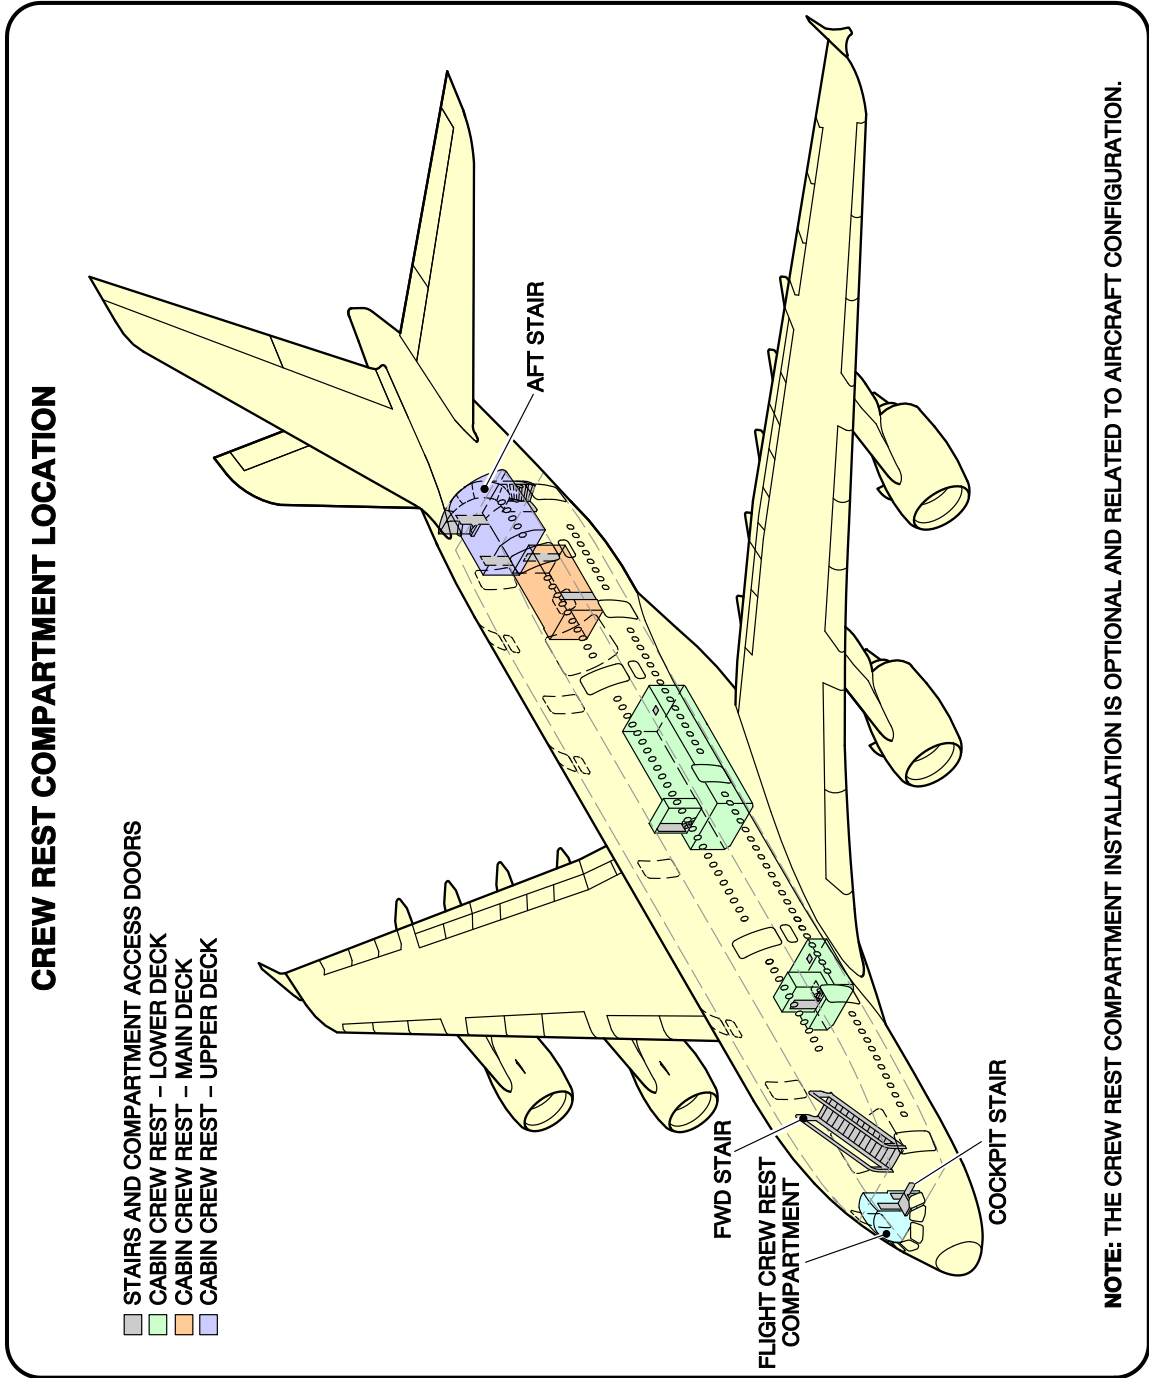 CREW REST COMPARTMENT LOCATION
STAIRS AND COMPARTMENT ACCESS DOORS
CABIN CREW REST – LOWER DECK
CABIN CREW REST – MAIN DECK
CABIN CREW REST – UPPER DECK
AFT STAIR
FWD STAIR
FLIGHT CREW REST
COMPARTMENT
COCKPIT STAIR
NOTE: THE CREW REST COMPARTMENT INSTALLATION IS OPTIONAL AND RELATED TO AIRCRAFT CONFIGURATION.